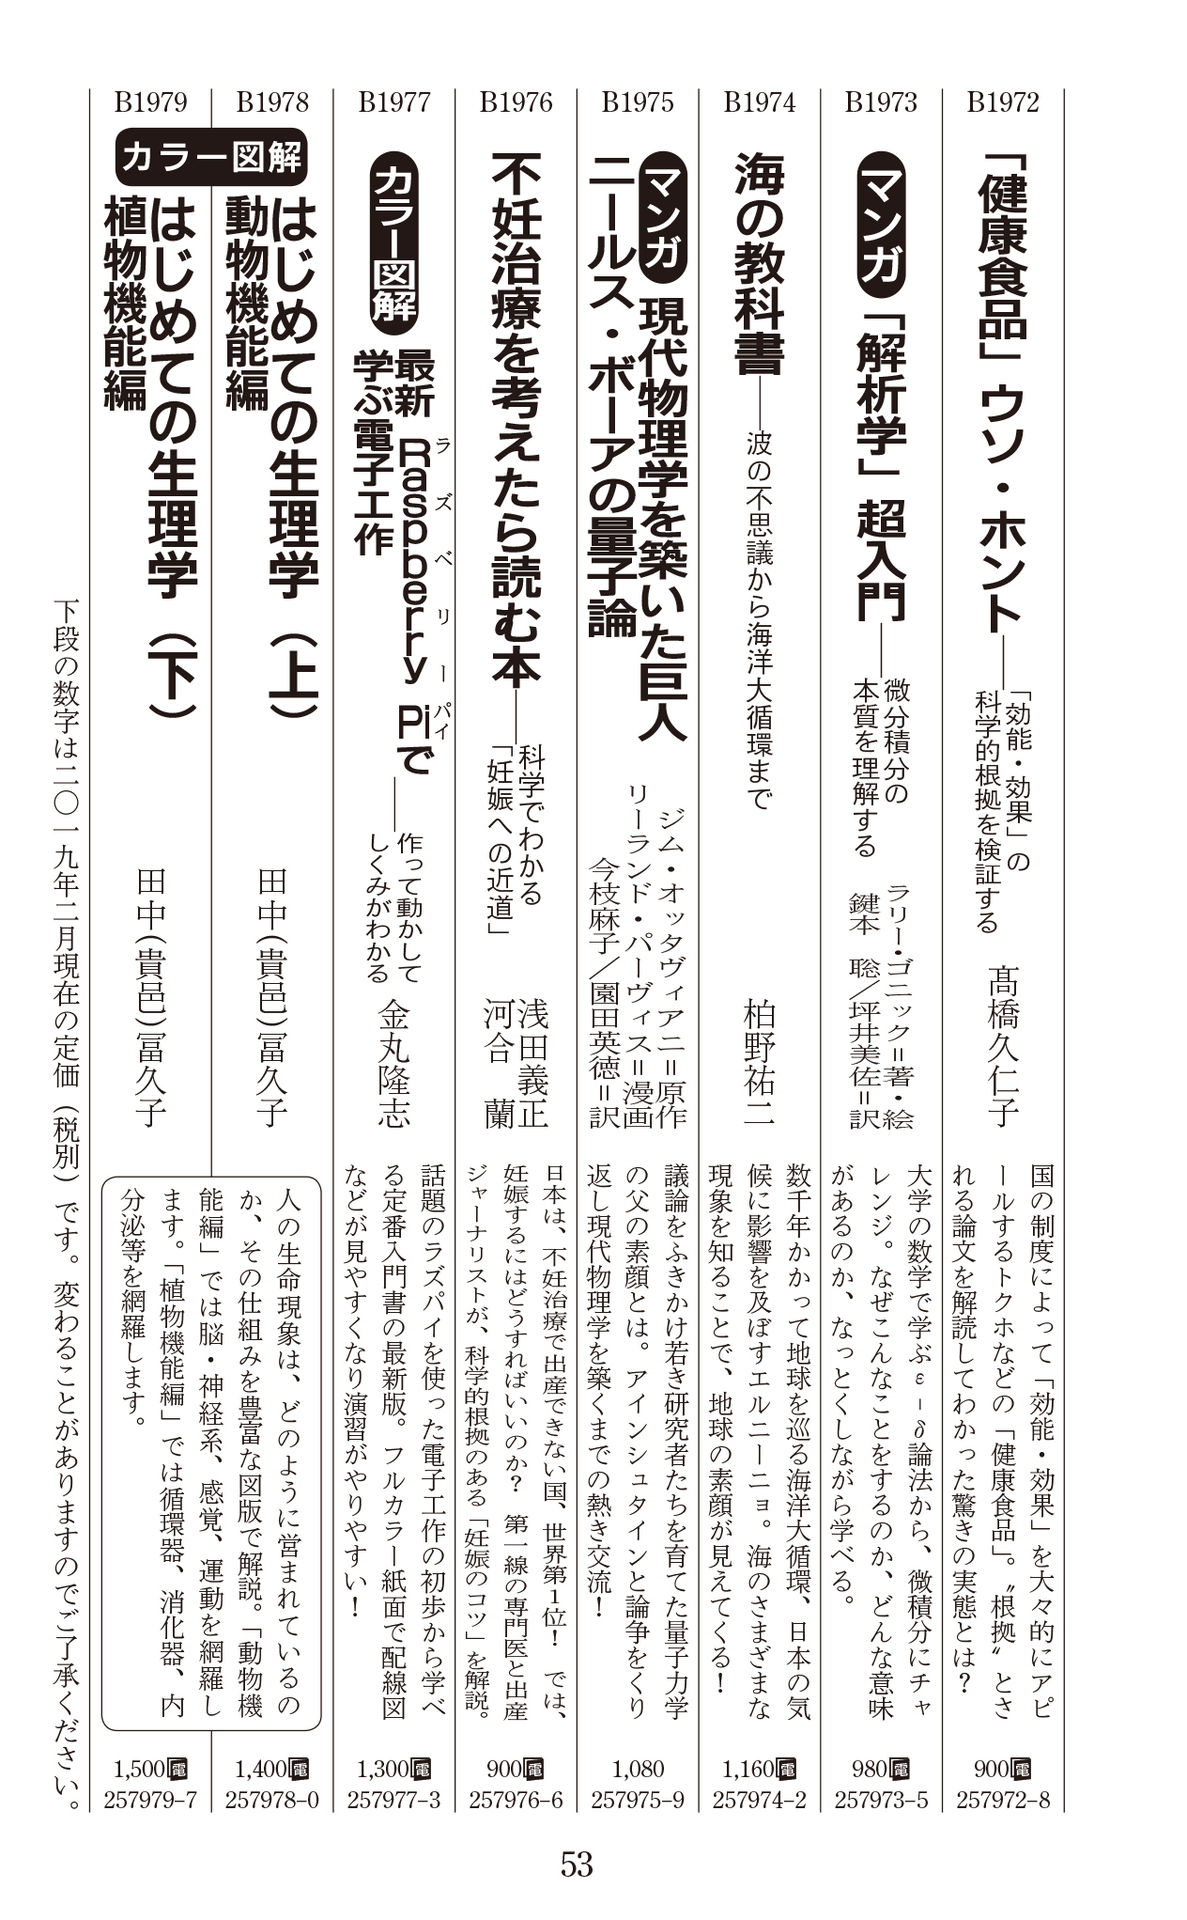 B1972
「健康食品」ウソ・ホント
――「効能・効果」の
科学的根拠を検証する
髙橋久仁子
国の制度によって「効能・効果」を大々的にアピ
ールするトクホなどの「健康食品」。〝根拠〟とさ
れる論文を解読してわかった驚きの実態とは？
900電
257972−8
B1973
マンガ「解析学」超入門
――微分積分の
本質を理解する
ラリー・ゴニック＝著・絵
鍵本　聡／坪井美佐＝訳
大学の数学で学ぶε−δ論法から、微積分にチャ
レンジ。なぜこんなことをするのか、どんな意味
があるのか、なっとくしながら学べる。
980電
257973−5
B1974
海の教科書――波の不思議から海洋大循環まで
柏野祐二
数千年かかって地球を巡る海洋大循環、日本の気
候に影響を及ぼすエルニーニョ。海のさまざまな
現象を知ることで、地球の素顔が見えてくる！
1,160電
257974−2
B1975
マンガ 現代物理学を築いた巨人
ニールス・ボーアの量子論
ジム・オッタヴィアニ＝原作
リーランド・パーヴィス＝漫画
今枝麻子／園田英徳＝訳
議論をふきかけ若き研究者たちを育てた量子力学
の父の素顔とは。アインシュタインと論争をくり
返し現代物理学を築くまでの熱き交流！
1,080
257975−9
B1976
不妊治療を考えたら読む本
――科学でわかる
「妊娠への近道」
浅田義正
河合　蘭
日本は、不妊治療で出産できない国、世界第１位！　では、
妊娠するにはどうすればいいのか？　第一線の専門医と出産
ジャーナリストが、科学的根拠のある「妊娠のコツ」を解説。
900電
257976−6
B1977
カラー図解
最新 Raspberry Piで
ラズベリーパイ
学ぶ電子工作
――作って動かして
しくみがわかる
金丸隆志
話題のラズパイを使った電子工作の初歩から学べ
る定番入門書の最新版。フルカラー紙面で配線図
などが見やすくなり演習がやりやすい！
1,300電
257977−3
B1978
カラー図解
はじめての生理学（上）
動物機能編
田中(貴邑)冨久子
1,400電
257978−0
B1979
はじめての生理学（下）
植物機能編
田中(貴邑)冨久子
人の生命現象は、どのように営まれているの
か、その仕組みを豊富な図版で解説。「動物機
能編」では脳・神経系、感覚、運動を網羅し
ます。「植物機能編」では循環器、消化器、内
分泌等を網羅します。
1,500電
257979−7
下段の数字は二〇一九年二月現在の定価（税別）です。変わることがありますのでご了承ください。
53